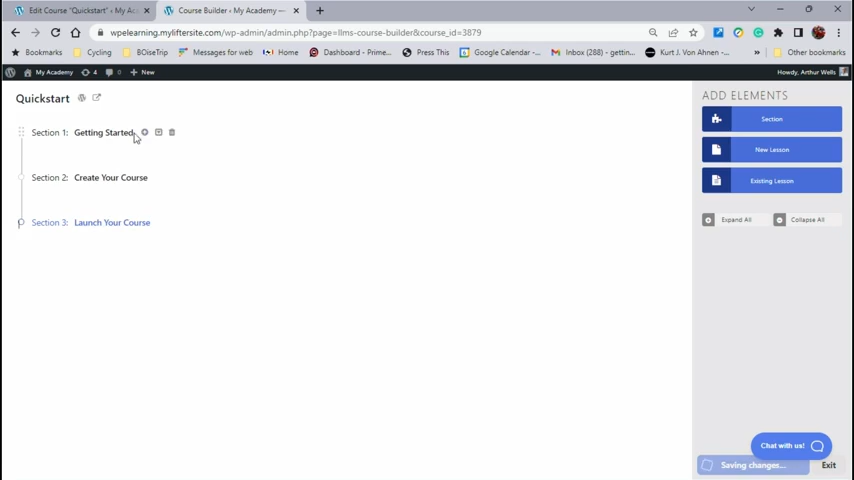 Edit Course "Quickstart" ‹ My Aca
Course Builder ‹ My Academy —
wpelearning.myliftersite.com/wp-admin/admin.php?page=llms-course-builder&course_id=3879
Bookmarks
Cycling
BDiseTrip
Messages for web
Home
Dashboard - Prime...
Press This
Google Calendar -...
Inbox (288) - gettin...
Kurt J. Von Ahnen -...
»
Other bookmarks
My Academy
4
0
New
Howdy, Arthur Wells
Quickstart
ADD ELEMENTS
Section 1: Getting Started
Section
Section 2: Create Your Course
New Lesson
Existing Lesson
Section 3: Launch Your Course
Expand All
Collapse All
Chat with us!
Saving changes...
Exit